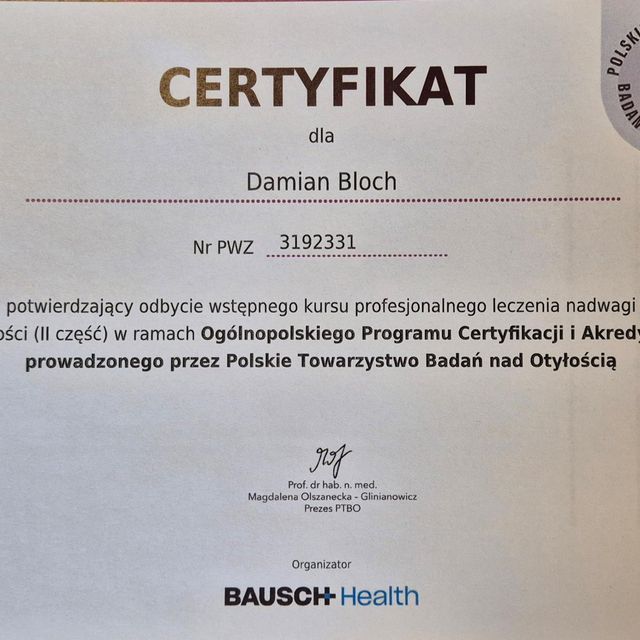 POLSKI
BADAN
CERTYFIKAT
dla
Damian Bloch
Nr PWZ 3192331
potwierdzający odbycie wstępnego kursu profesjonalnego leczenia nadwagi
ości (II część) w ramach Ogólnopolskiego Programu Certyfikacji i Akredy
prowadzonego przez Polskie Towarzystwo Badań nad Otyłością
Prof. dr hab. n. med.
Magdalena Olszanecka - Glinianowicz
Prezes PTBO
Organizator
BAUSCH+Health